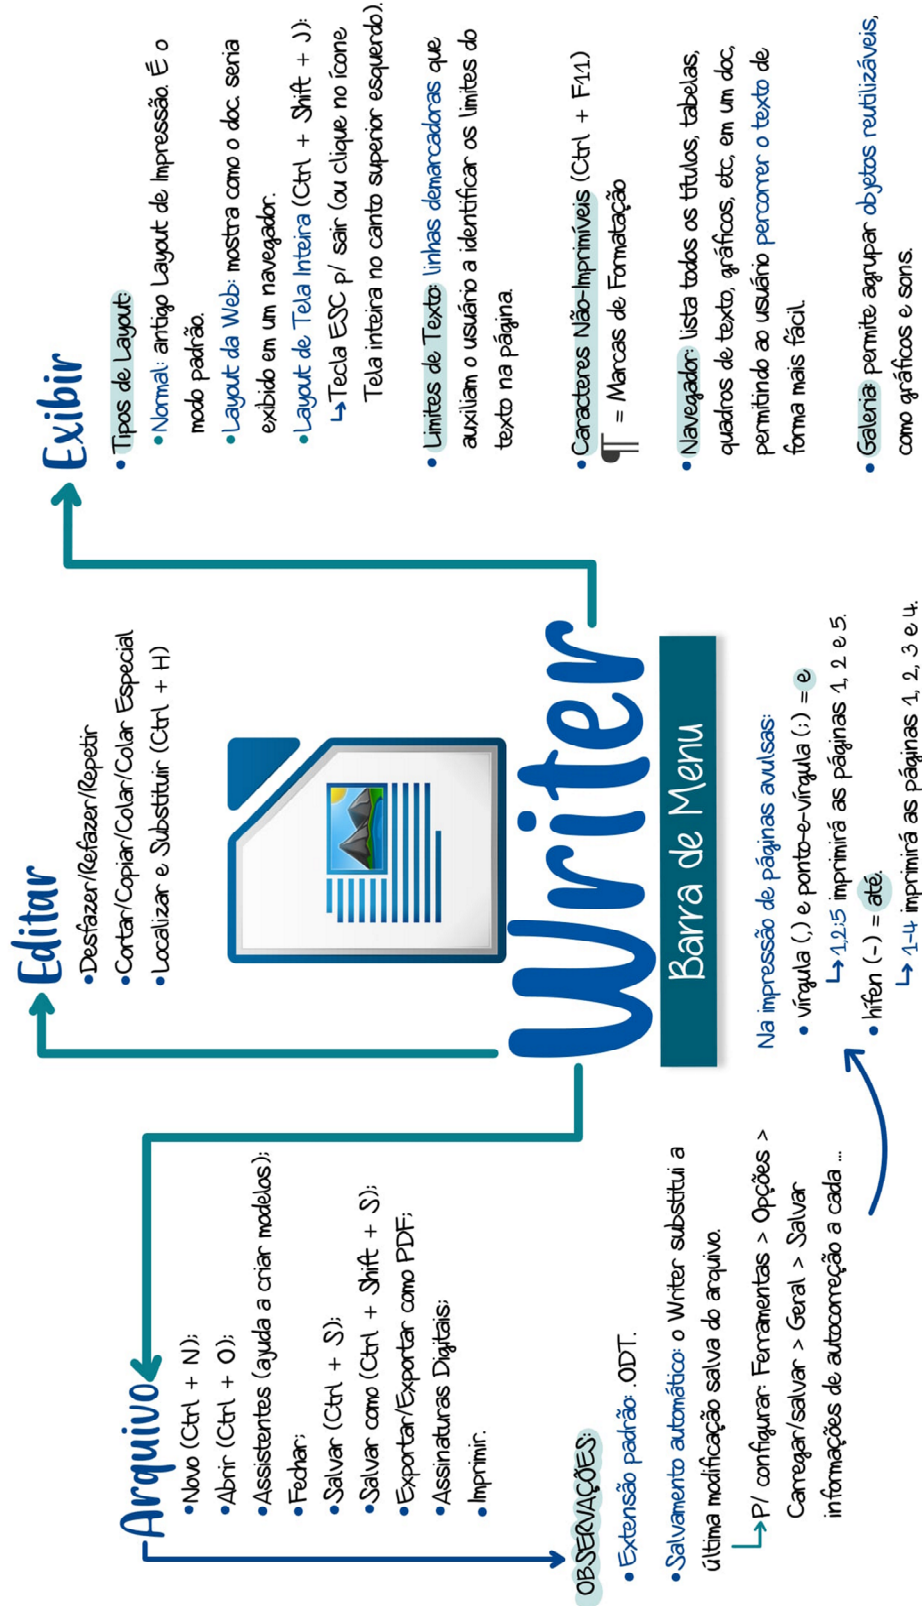 Writer
Barra de Menu
Arquivo
•Novo (Ctrl + N);
•Abrir (Ctrl + O);
•Assistentes (ajuda a criar modelos);
•Fechar;
•Salvar (Ctrl + S);
•Salvar como (Ctrl + Shift + S);
•Exportar/Exportar como PDF;
•Assinaturas Digitais;
•Imprimir.
OBSERVAÇÕES:
• Extensão padrão: .ODT.
•Salvamento automático: o Writer substitui a
última modificação salva do arquivo.
↳P/ configurar: Ferramentas > Opções >
Carregar/salvar > Geral > Salvar
informações de autocorreção a cada ...
Editar
•Desfazer/Refazer/Repetir
•Cortar/Copiar/Colar/Colar Especial
•Localizar e Substituir (Ctrl + H)
Na impressão de páginas avulsas:
• vírgula (,) e ponto-e-vírgula (;) = e
↳ 1,2;5 imprimirá as páginas 1, 2 e 5.
• hífen (-) = até.
↳ 1-4 imprimirá as páginas 1, 2, 3 e 4.
Exibir
• Tipos de Layout:
• Normal: antigo Layout de Impressão. É o
modo padrão.
• Layout da Web: mostra como o doc. seria
exibido em um navegador.
• Layout de Tela Inteira (Ctrl + Shift + J):
↳Tecla ESC p/ sair (ou clique no ícone
Tela inteira no canto superior esquerdo).
• Limites de Texto: linhas demarcadoras que
auxiliam o usuário a identificar os limites do
texto na página.
• Caracteres Não-Imprimíveis (Ctrl + F11)
¶ = Marcas de Formatação
• Navegador: lista todos os títulos, tabelas,
quadros de texto, gráficos, etc, em um doc,
permitindo ao usuário percorrer o texto de
forma mais fácil.
• Galeria: permite agrupar objetos reutilizáveis,
como gráficos e sons.